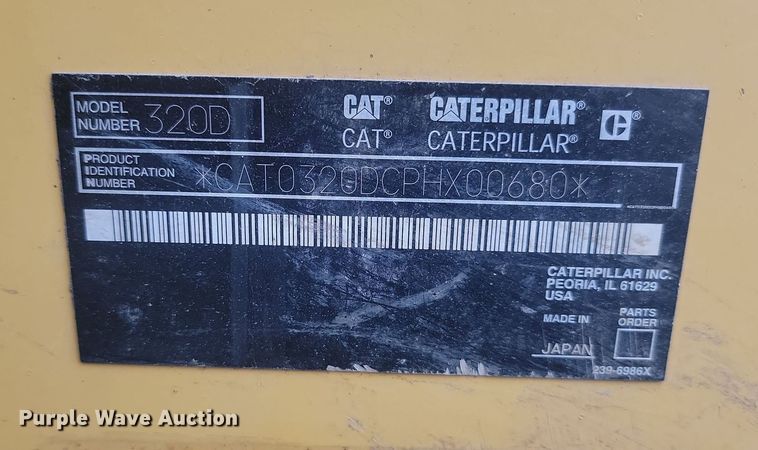 MODEL NUMBER 320D
CAT® CATERPILLAR® C
CAT® CATERPILLAR®
PRODUCT IDENTIFICATION NUMBER
*CAT0320DCPHX00680*
CATERPILLAR INC.
PEORIA, IL 61629
USA
MADE IN
JAPAN
PARTS ORDER
239-6986X
Purple Wave Auction